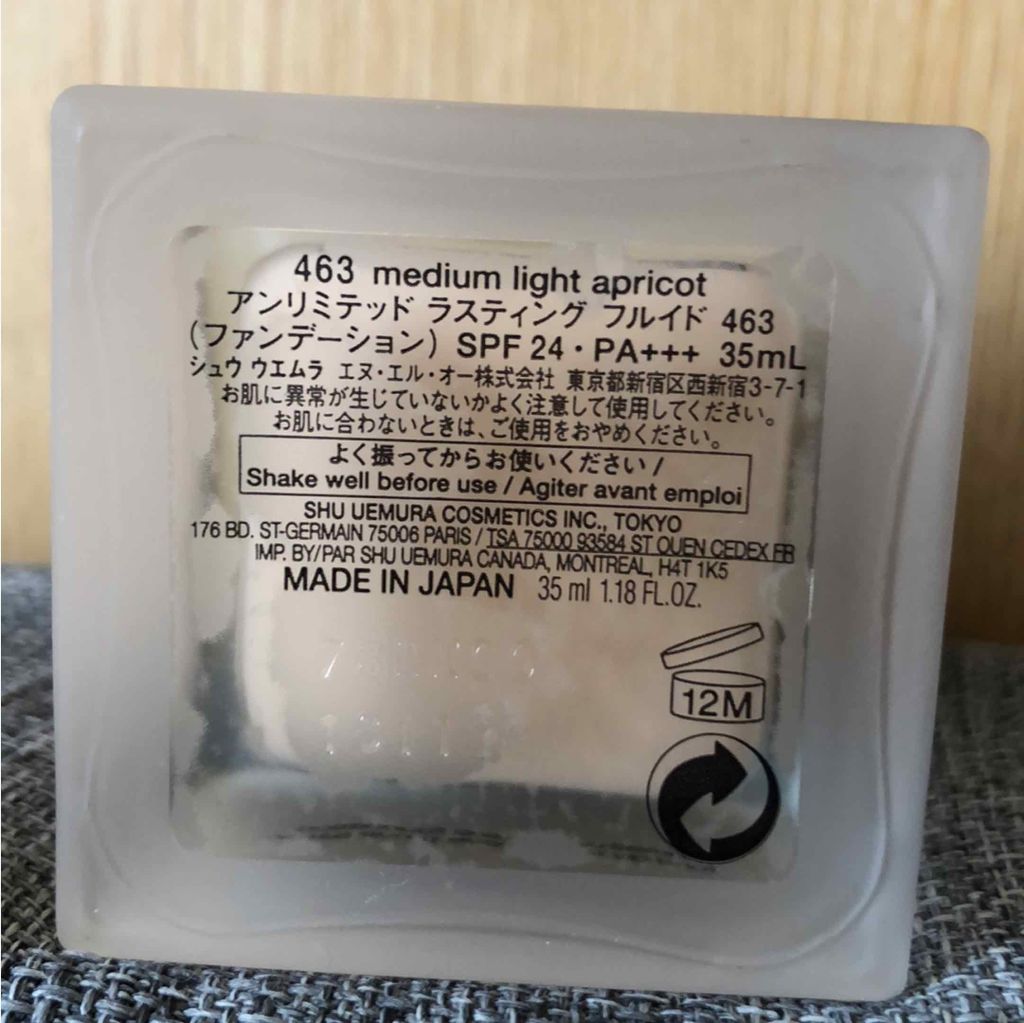 463 medium light apricot
アンリミテッド ラスティング フルイド 463
（ファンデーション） SPF 24・PA+++ 35mL
シュウ ウエムラ エヌ・エル・オー株式会社 東京都新宿区西新宿3-7-1
お肌に異常が生じていないかよく注意して使用してください。
お肌に合わないときは、ご使用をおやめください。
よく振ってからお使いください /
Shake well before use / Agiter avant emploi
SHU UEMURA COSMETICS INC., TOKYO
176 BD. ST-GERMAIN 75006 PARIS / TSA 75000 93584 ST OUEN CEDEX FR
IMP. BY/PAR SHU UEMURA CANADA, MONTREAL, H4T 1K5
MADE IN JAPAN 35 ml 1.18 FL.OZ.
12M